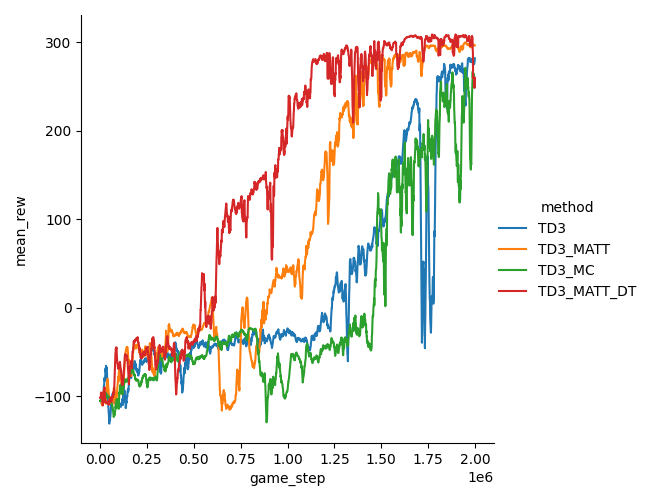 300
200
100
0
−100
mean_rew
0.00 0.25 0.50 0.75 1.00 1.25 1.50 1.75 2.00
1e6
game_step
method
TD3
TD3_MATT
TD3_MC
TD3_MATT_DT